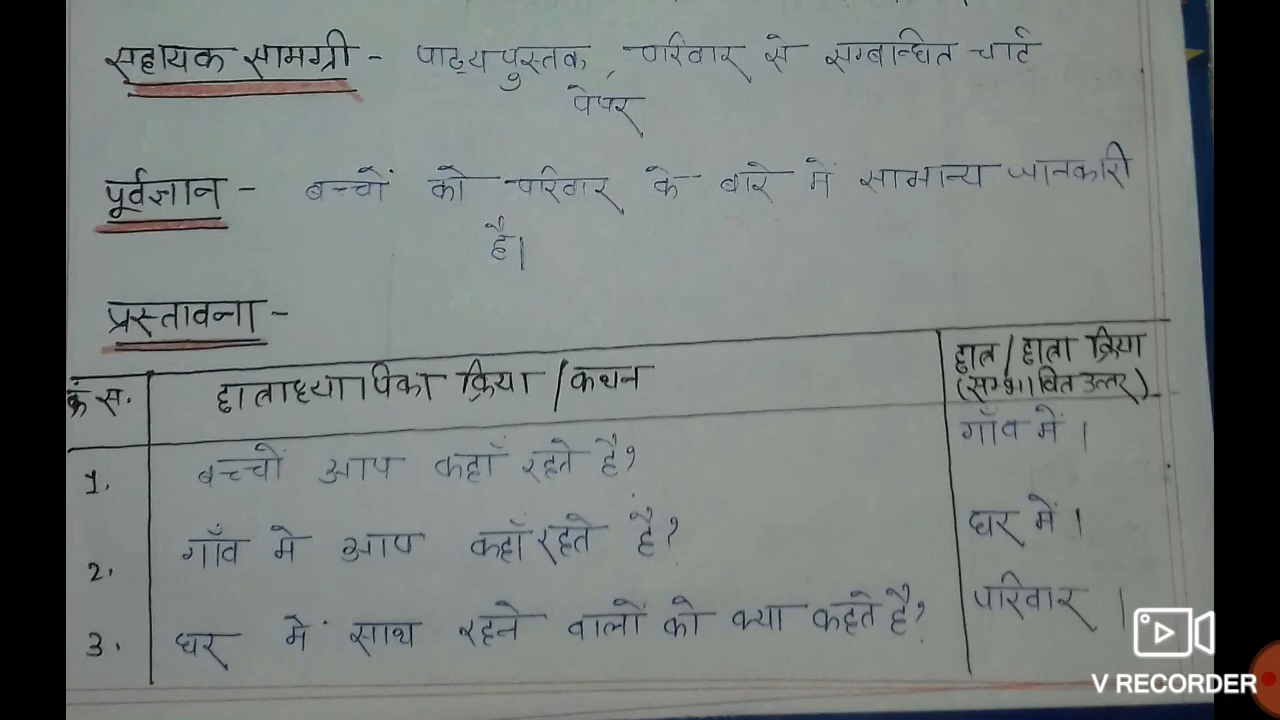 सहायक सामग्री - पाठ्यपुस्तक, परिवार से सम्बन्धित चार्ट
पेपर
पूर्वज्ञान - बच्चों को परिवार के बारे में सामान्य जानकारी
है।
प्रस्तावना -
क्रं स. छात्राध्यापिका क्रिया / कथन छात्र / छात्रा क्रिया
(सम्भावित उत्तर)
1. बच्चों आप कहाँ रहते है? गाँव में।
2. गाँव मे आप कहाँ रहते है? घर में।
3. घर में साथ रहने वालों को क्या कहते है? परिवार।
V RECORDER